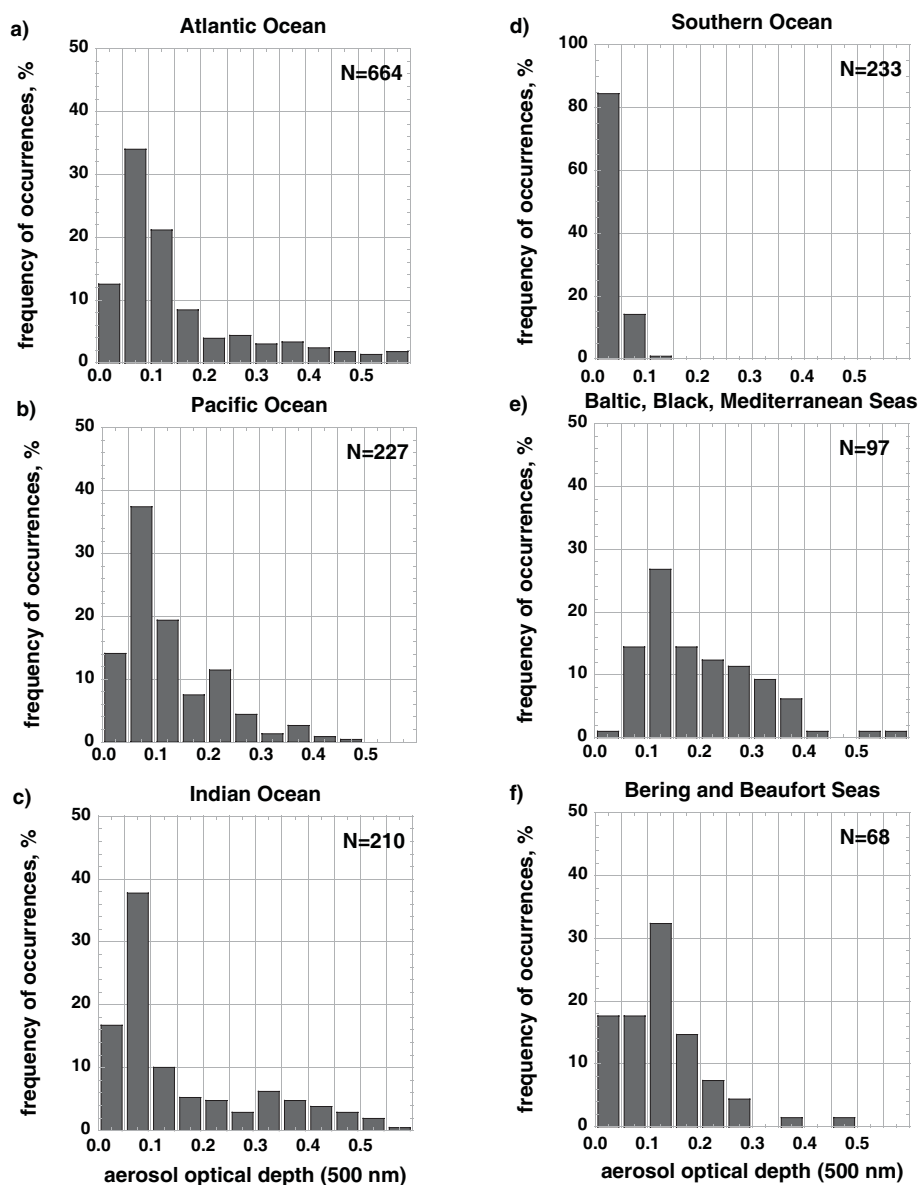 a)
Atlantic Ocean
N=664
frequency of occurrences, %
50
40
30
20
10
0
0.0 0.1 0.2 0.3 0.4 0.5
b)
Pacific Ocean
N=227
frequency of occurrences, %
50
40
30
20
10
0
0.0 0.1 0.2 0.3 0.4 0.5
c)
Indian Ocean
N=210
frequency of occurrences, %
50
40
30
20
10
0
0.0 0.1 0.2 0.3 0.4 0.5
aerosol optical depth (500 nm)
d)
Southern Ocean
N=233
frequency of occurrences, %
100
80
60
40
20
0
0.0 0.1 0.2 0.3 0.4 0.5
e)
Baltic, Black, Mediterranean Seas
N=97
frequency of occurrences, %
50
40
30
20
10
0
0.0 0.1 0.2 0.3 0.4 0.5
f)
Bering and Beaufort Seas
N=68
frequency of occurrences, %
50
40
30
20
10
0
0.0 0.1 0.2 0.3 0.4 0.5
aerosol optical depth (500 nm)